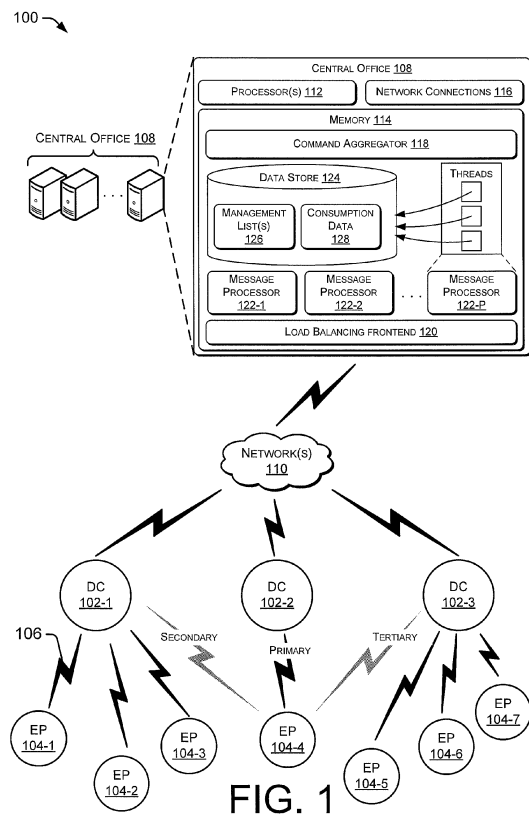 100
CENTRAL OFFICE 108
PROCESSOR(S) 112
NETWORK CONNECTIONS 116
MEMORY 114
COMMAND AGGREGATOR 118
CENTRAL OFFICE 108
DATA STORE 124
THREADS
MANAGEMENT
LIST(S)
126
CONSUMPTION
DATA
128
MESSAGE
PROCESSOR
122-1
MESSAGE
PROCESSOR
122-2
MESSAGE
PROCESSOR
122-P
LOAD BALANCING FRONTEND 120
NETWORK(S)
110
DC
102-1
DC
102-2
DC
102-3
SECONDARY
PRIMARY
TERTIARY
106
EP
104-1
EP
104-2
EP
104-3
EP
104-4
EP
104-5
EP
104-6
EP
104-7
FIG. 1